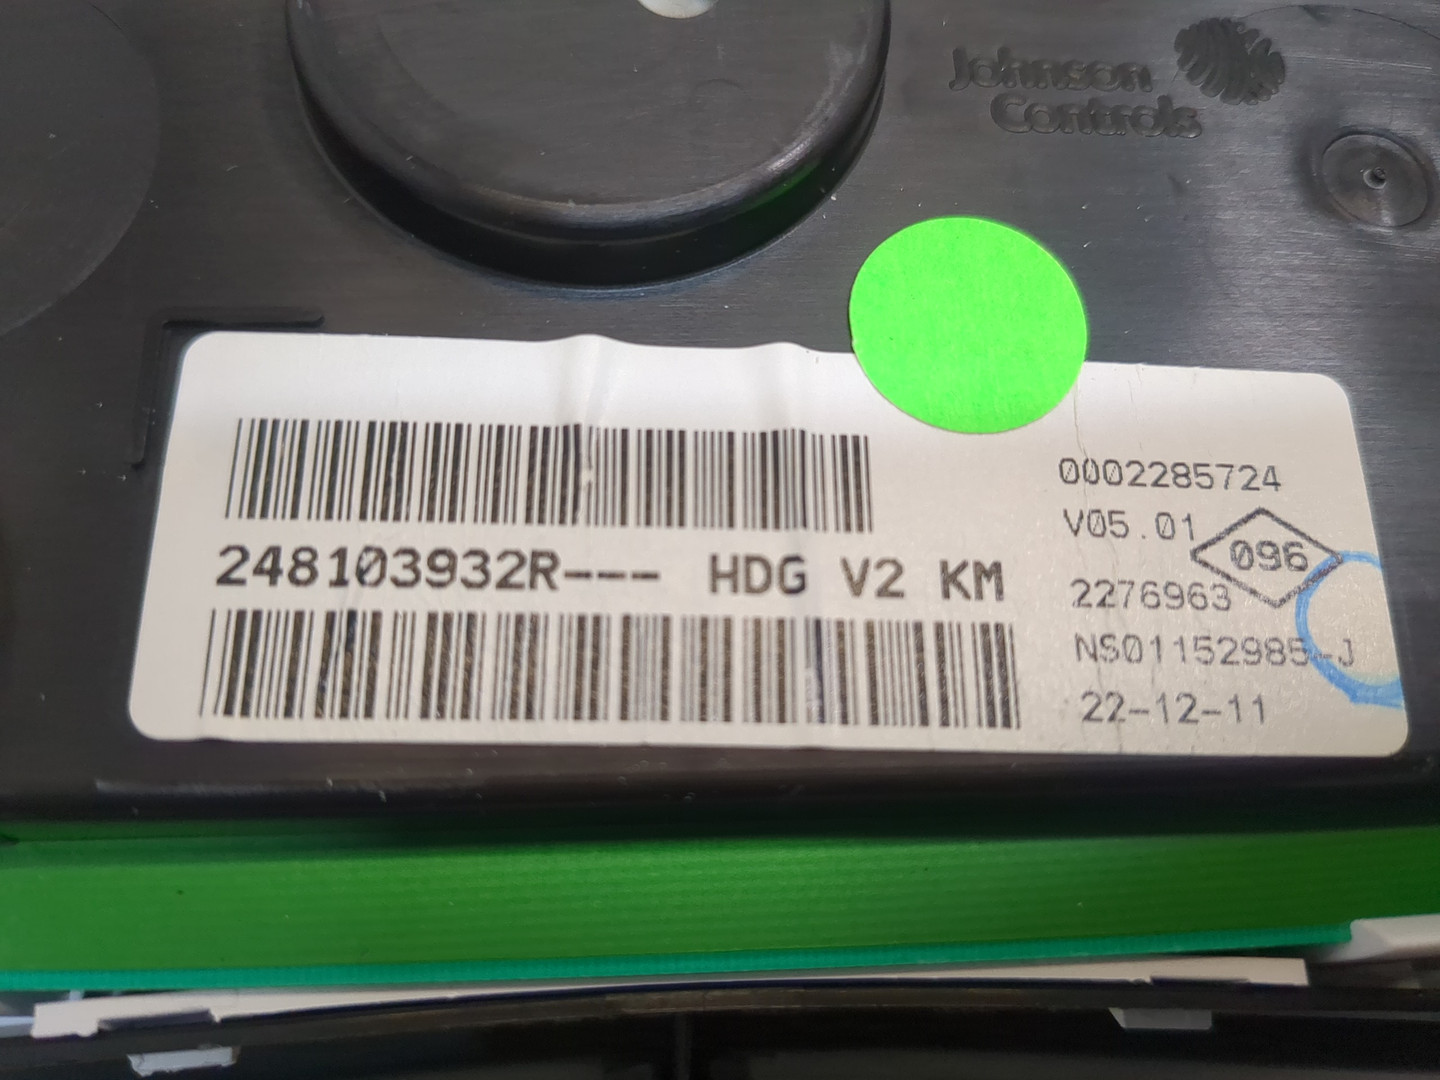 Johnson
Controls
248103932R--- HDG V2 KM
0002285724
V05.01
096
2276963
NS01152985-J
22-12-11